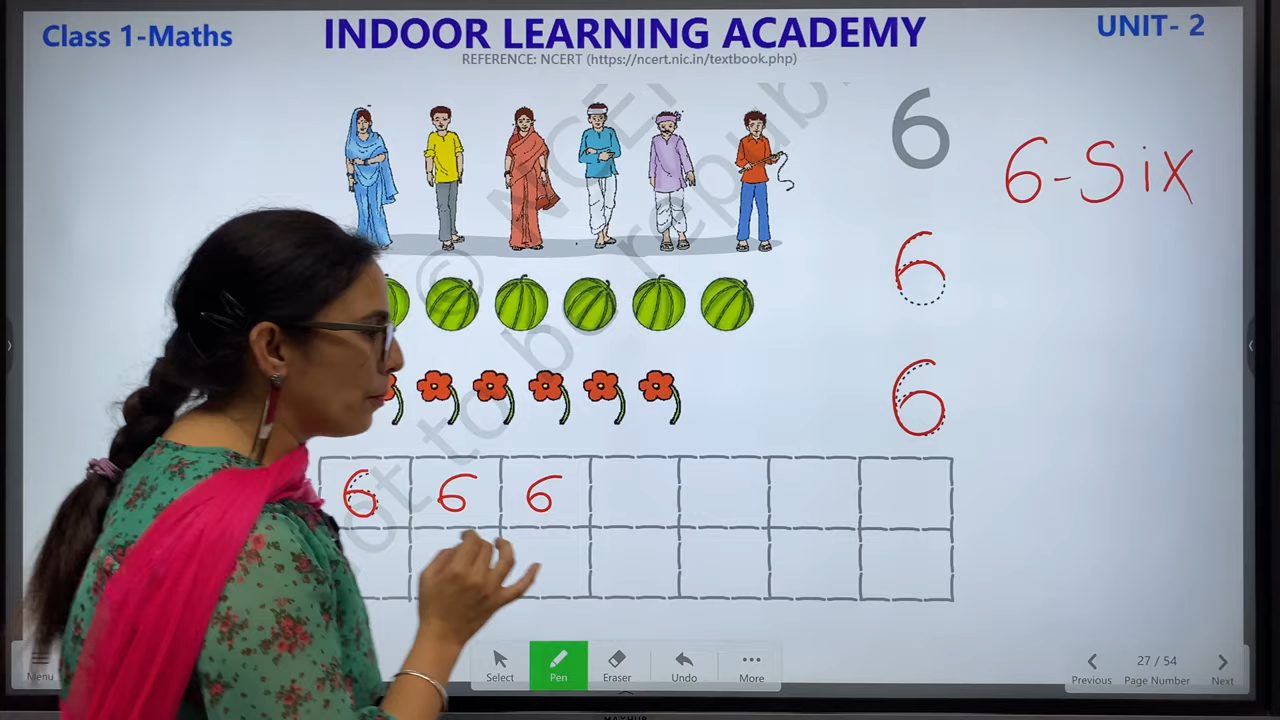 Class 1-Maths
INDOOR LEARNING ACADEMY
UNIT- 2
REFERENCE: NCERT (https://ncert.nic.in/textbook.php)
6
6-Six
6
6
6 6 6
Menu
Select Pen Eraser Undo More
27 / 54
Previous Page Number Next